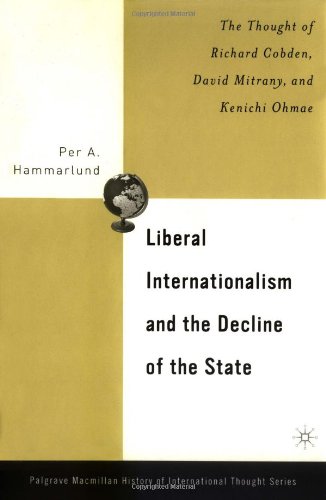 The Thought of
Richard Cobden,
David Mitrany, and
Kenichi Ohmae
Per A.
Hammarlund
Liberal
Internationalism
and the Decline
of the State
Palgrave Macmillan History of International Thought Series